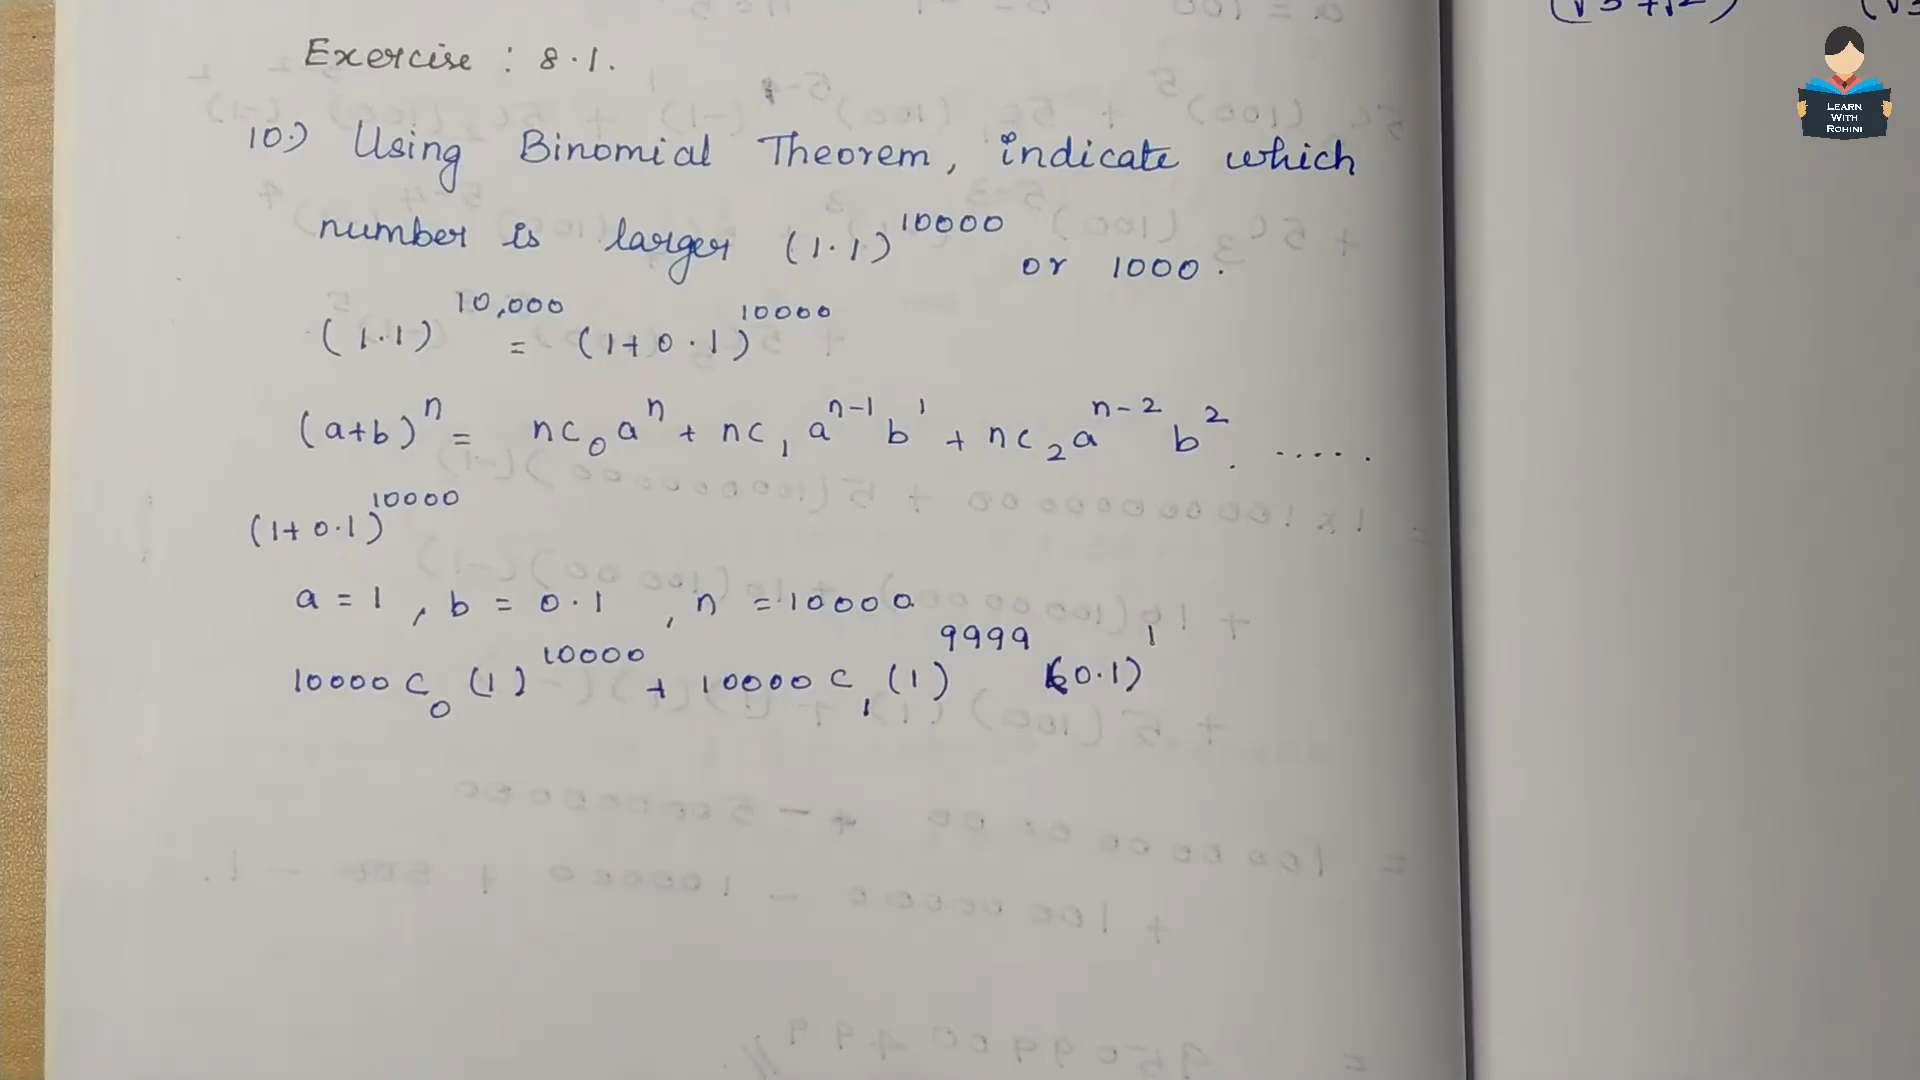 Exercise : 8.1.
10.) Using Binomial Theorem, indicate which
number is larger (1.1)^10000 or 1000.
(1.1)^10,000 = (1+0.1)^10000
(a+b)^n = nC₀a^n + nC₁ a^n-1 b^1 + nC₂a^n-2 b^2. .....
(1+0.1)^10000
a = 1, b = 0.1, n = 10000
10000C₀ (1)^10000 + 10000C₁ (1)^9999 (0.1)^1
LEARN
WITH
ROHINI